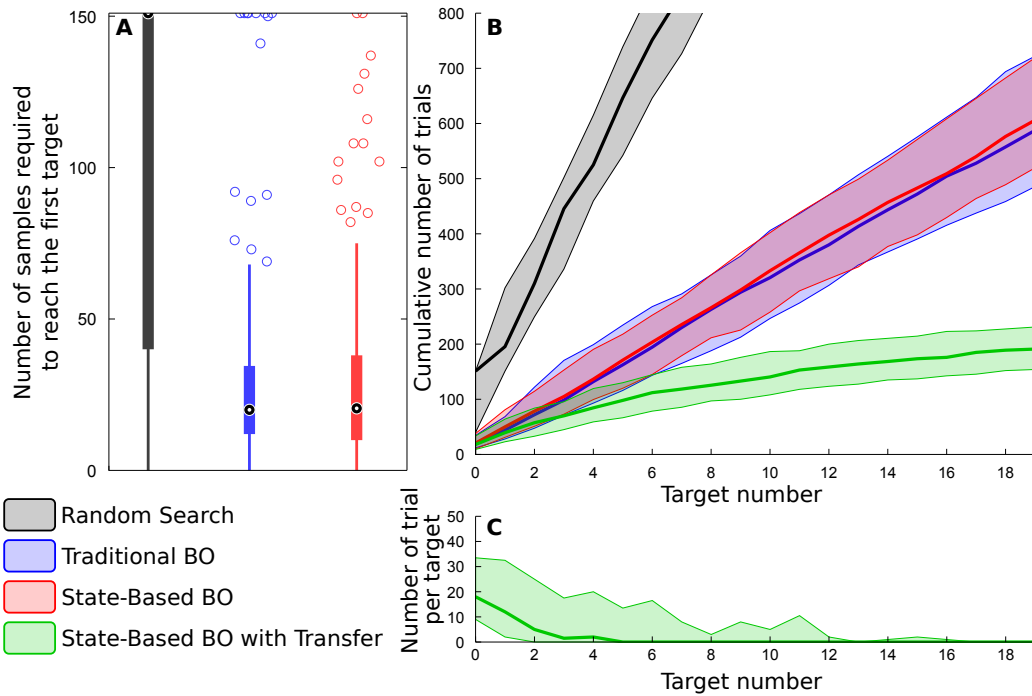 A
150
100
50
0
Number of samples required
to reach the first target
B
800
700
600
500
400
300
200
100
0
Cumulative number of trials
0 2 4 6 8 10 12 14 16 18
Target number
Random Search
Traditional BO
State-Based BO
State-Based BO with Transfer
C
50
40
30
20
10
0
Number of trial
per target
0 2 4 6 8 10 12 14 16 18
Target number